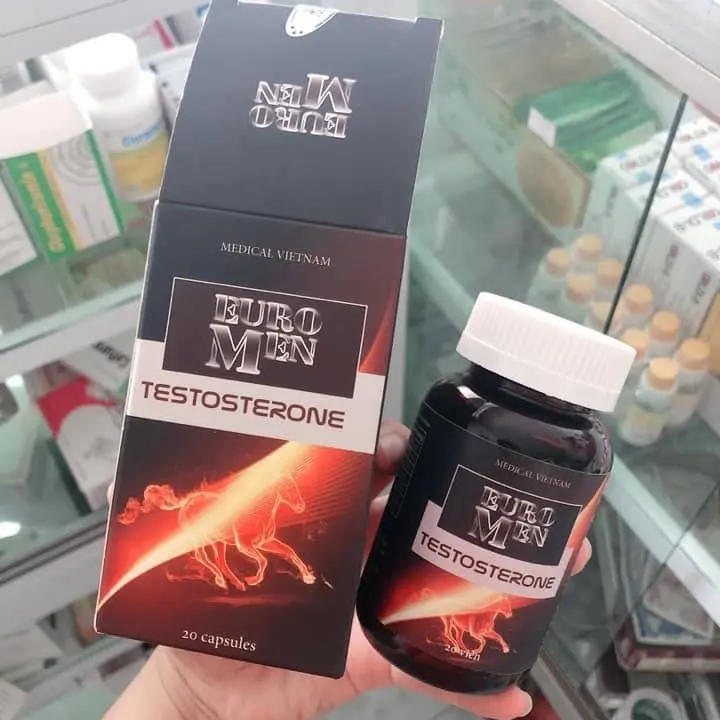 EURO
MEN
MEDICAL VIETNAM
EURO
MEN
TESTOSTERONE
20 capsules
MEDICAL VIETNAM
EURO
MEN
TESTOSTERONE
20 viên